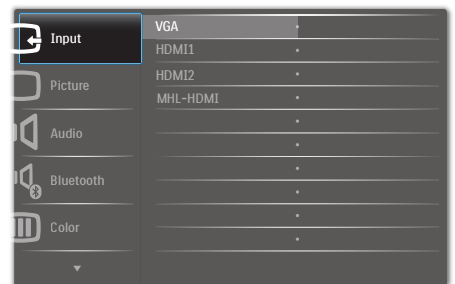 Input
VGA
HDMI1
Picture
HDMI2
MHL-HDMI
Audio
Bluetooth
Color